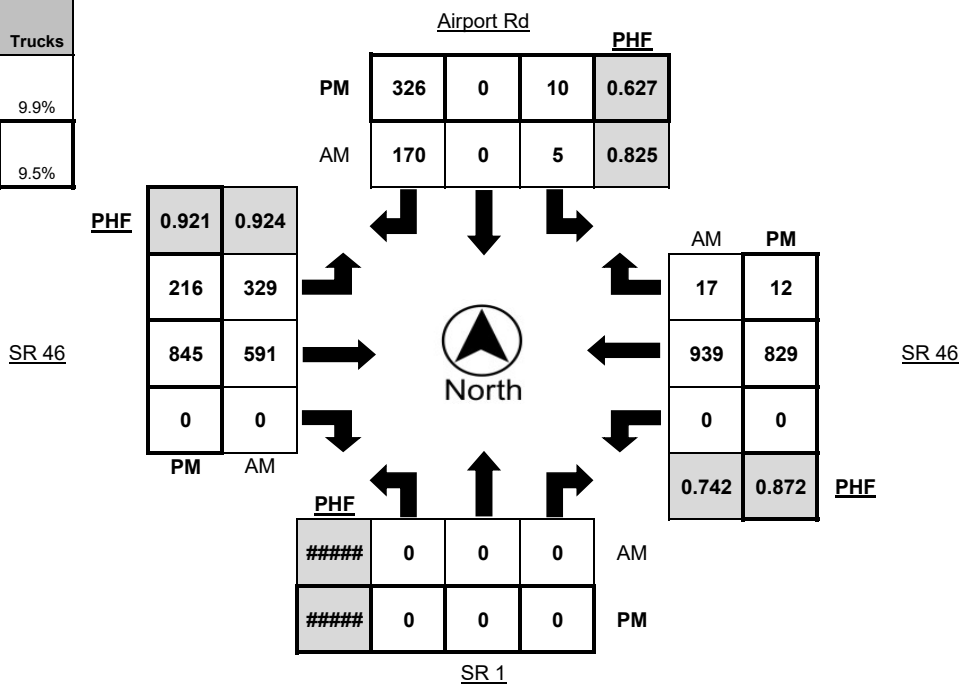 Airport Rd
Trucks
PHF
PM 326 0 10 0.627
9.9%
AM 170 0 5 0.825
9.5%
PHF 0.921 0.924
AM PM
216 329
17 12
SR 46
845 591
939 829
SR 46
North
0 0
0 0
PM AM
0.742 0.872 PHF
PHF
##### 0 0 0 AM
##### 0 0 0 PM
SR 1